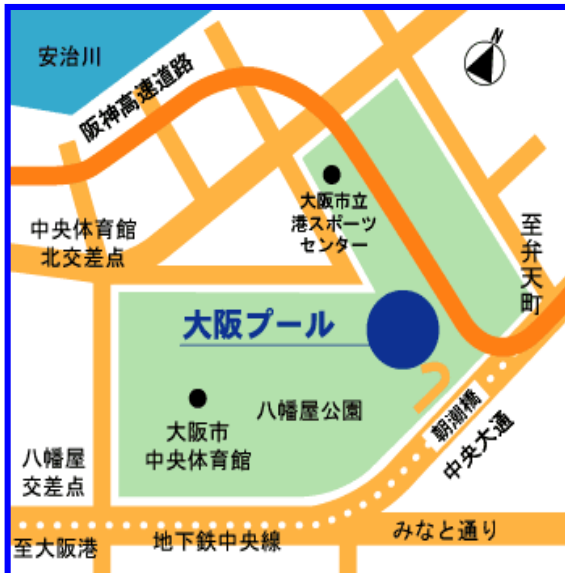 安治川
N
阪神高速道路
大阪市立
港スポーツ
センター
中央体育館
北交差点
至弁天町
大阪プール
八幡屋公園
大阪市
中央体育館
朝潮橋
中央大通
八幡屋
交差点
至大阪港
地下鉄中央線
みなと通り